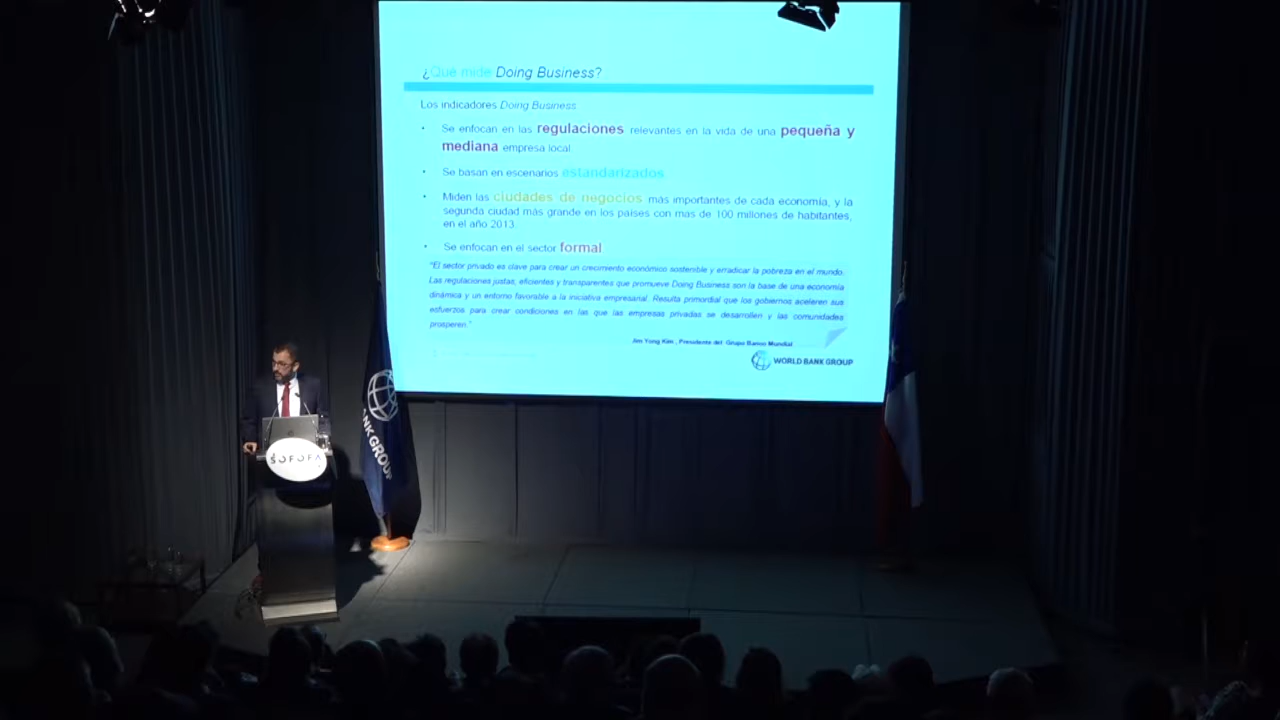 ¿Qué mide Doing Business?
Los indicadores Doing Business
• Se enfocan en las regulaciones relevantes en la vida de una pequeña y
mediana empresa local
• Se basan en escenarios estandarizados
• Miden las ciudades de negocios más importantes de cada economía, y la
segunda ciudad más grande en los países con mas de 100 millones de habitantes,
en el año 2013.
• Se enfocan en el sector formal
"El sector privado es clave para crear un crecimiento económico sostenible y erradicar la pobreza en el mundo.
Las regulaciones justas, eficientes y transparentes que promueve Doing Business son la base de una economía
dinámica y un entorno favorable a la iniciativa empresarial. Resulta primordial que los gobiernos aceleren sus
esfuerzos para crear condiciones en las que las empresas privadas se desarrollen y las comunidades
prosperen."
Jim Yong Kim, Presidente del Grupo Banco Mundial
WORLD BANK GROUP
SOFOFA
NK GROUP